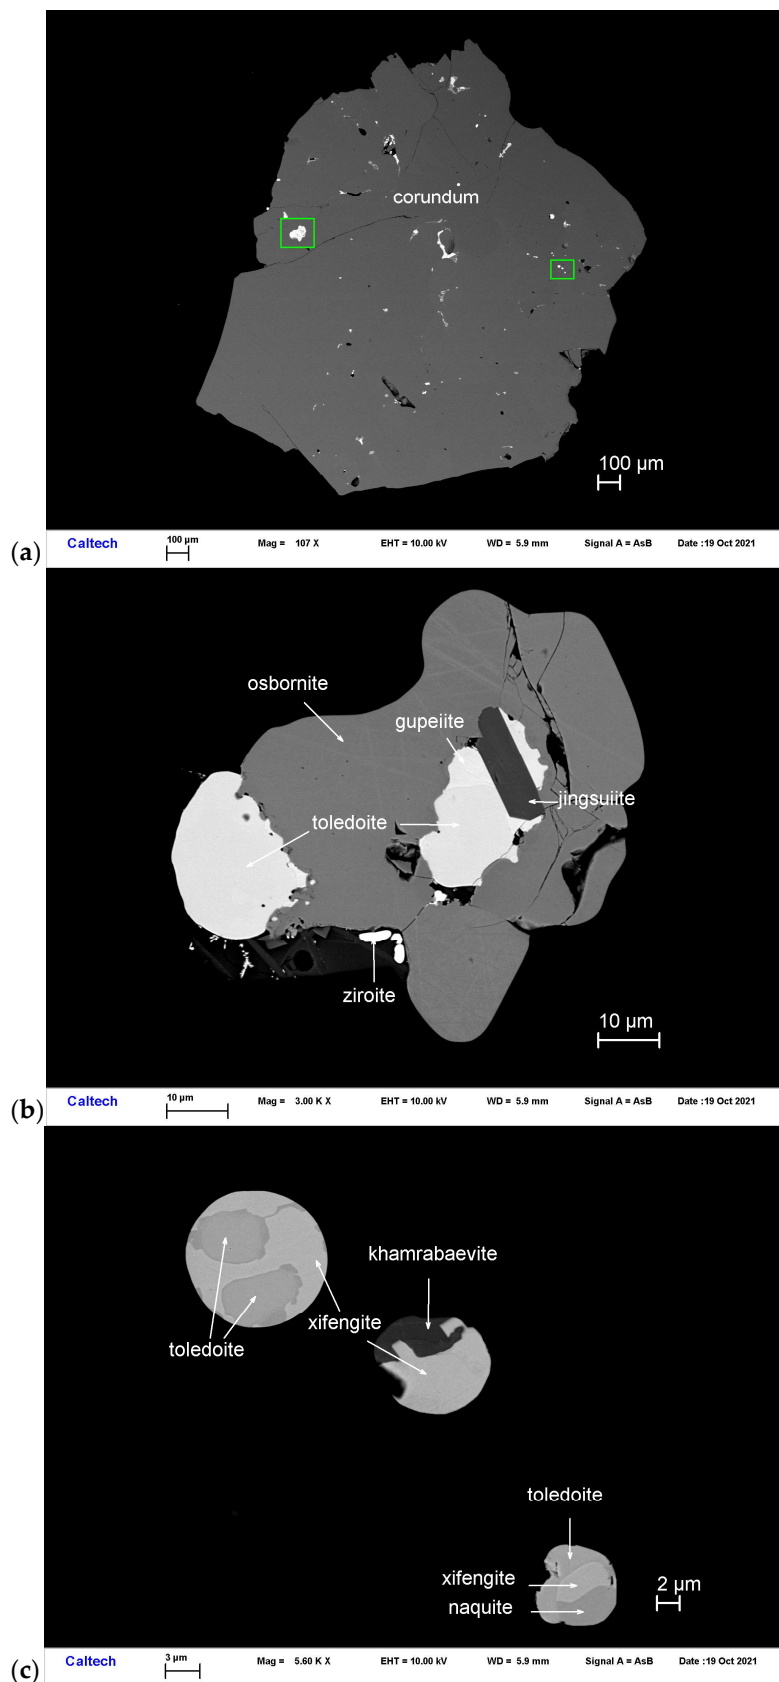 corundum
100 µm
(a)
Caltech 100 µm Mag = 107 X EHT = 10.00 kV WD = 5.9 mm Signal A = AsB Date :19 Oct 2021
osbornite
gupeiite
jingsuiite
toledoite
ziroite
10 µm
(b)
Caltech 10 µm Mag = 3.00 K X EHT = 10.00 kV WD = 5.9 mm Signal A = AsB Date :19 Oct 2021
khamrabaevite
xifengite
toledoite
toledoite
xifengite
naquite
2 µm
(c)
Caltech 3 µm Mag = 5.60 K X EHT = 10.00 kV WD = 5.9 mm Signal A = AsB Date :19 Oct 2021